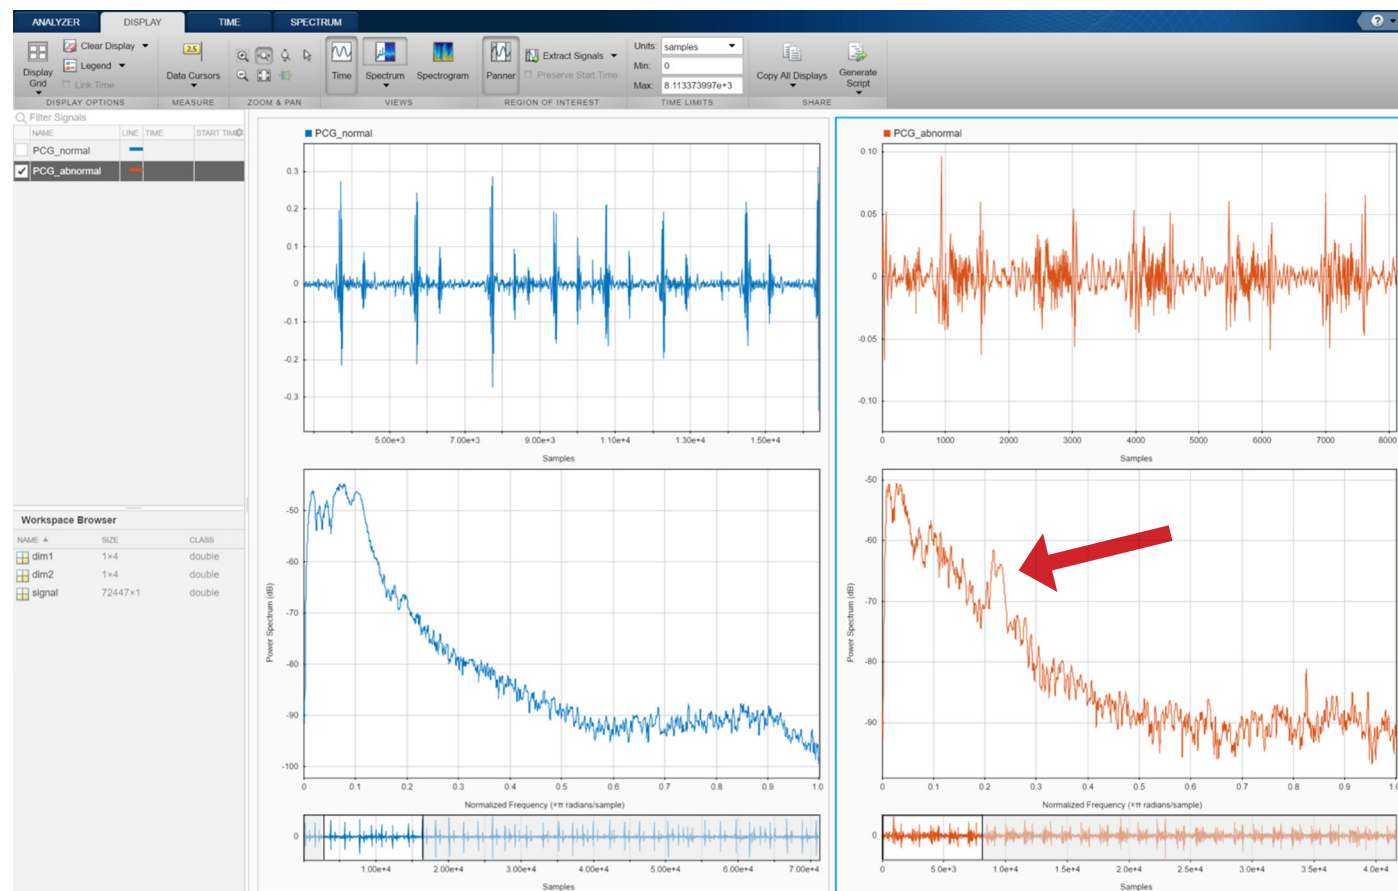 ANALYZER DISPLAY TIME SPECTRUM ?
Display Grid
Clear Display
Legend
Link Time
2.5
Data Cursors
Time
Spectrum
Spectrogram
Panner
Extract Signals
Preserve Start Time
Units: samples
Min: 0
Max: 8.113373997e+3
Copy All Displays
Generate Script
DISPLAY OPTIONS MEASURE ZOOM & PAN VIEWS REGION OF INTEREST TIME LIMITS SHARE
Filter Signals
NAME LINE TIME START TIME
PCG_normal
PCG_abnormal
Workspace Browser
NAME SIZE CLASS
dim1 1×4 double
dim2 1×4 double
signal 72447×1 double
PCG_normal
0.3
0.2
0.1
0
-0.1
-0.2
-0.3
5.00e+3 7.00e+3 9.00e+3 1.10e+4 1.30e+4 1.50e+4
Samples
Power Spectrum (dB)
-50
-60
-70
-80
-90
-100
0 0.1 0.2 0.3 0.4 0.5 0.6 0.7 0.8 0.9 1.0
Normalized Frequency (×π radians/sample)
0
1.00e+4 2.00e+4 3.00e+4 4.00e+4 5.00e+4 6.00e+4 7.00e+4
Samples
PCG_abnormal
0.10
0.05
0
-0.05
-0.10
0 1000 2000 3000 4000 5000 6000 7000 8000
Samples
Power Spectrum (dB)
-50
-60
-70
-80
-90
0 0.1 0.2 0.3 0.4 0.5 0.6 0.7 0.8 0.9 1.0
Normalized Frequency (×π radians/sample)
0
0 5.0e+3 1.0e+4 1.5e+4 2.0e+4 2.5e+4 3.0e+4 3.5e+4 4.0e+4
Samples